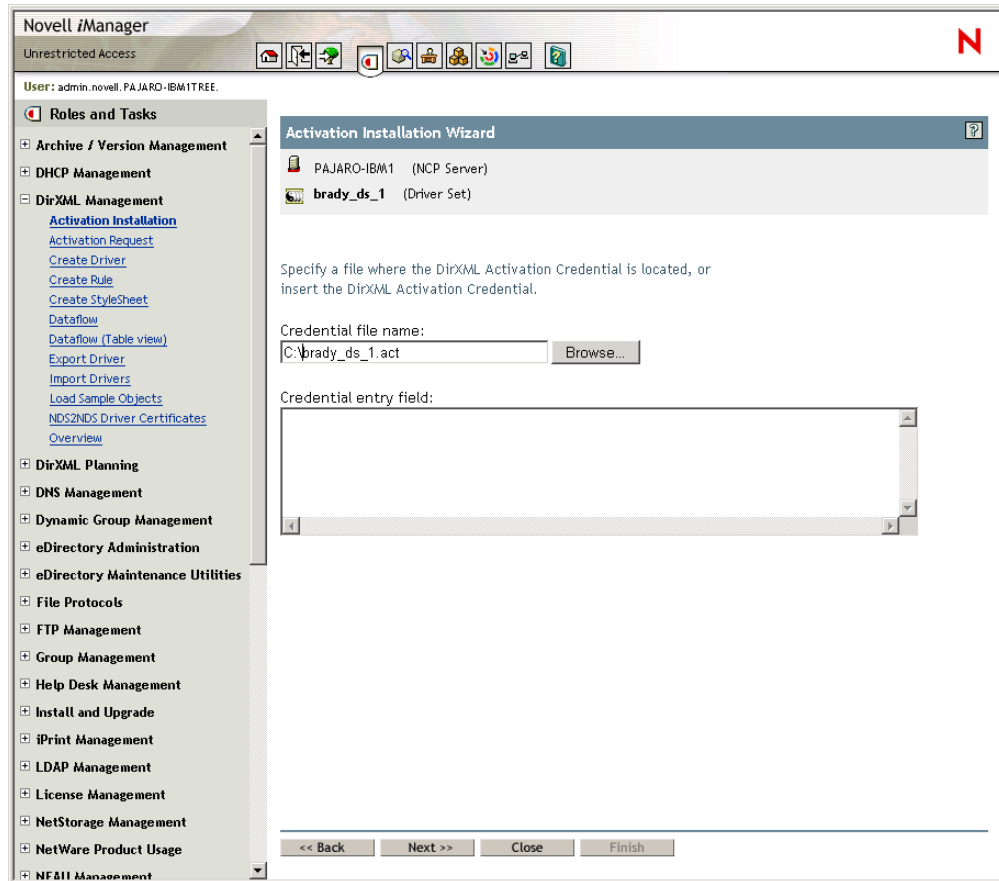 Novell iManager
Unrestricted Access
N
User: admin.novell.PAJARO-IBM1TREE.
Roles and Tasks
Archive / Version Management
DHCP Management
DirXML Management
Activation Installation
Activation Request
Create Driver
Create Rule
Create StyleSheet
Dataflow
Dataflow (Table view)
Export Driver
Import Drivers
Load Sample Objects
NDS2NDS Driver Certificates
Overview
DirXML Planning
DNS Management
Dynamic Group Management
eDirectory Administration
eDirectory Maintenance Utilities
File Protocols
FTP Management
Group Management
Help Desk Management
Install and Upgrade
iPrint Management
LDAP Management
License Management
NetStorage Management
NetWare Product Usage
NFAU Management
Activation Installation Wizard
?
PAJARO-IBM1 (NCP Server)
brady_ds_1 (Driver Set)
Specify a file where the DirXML Activation Credential is located, or
insert the DirXML Activation Credential.
Credential file name:
C:\brady_ds_1.act
Browse...
Credential entry field:
<< Back
Next >>
Close
Finish